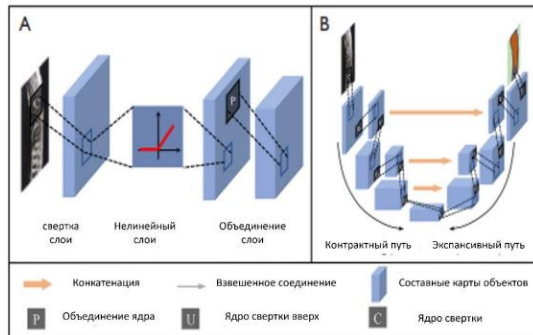 A
B
C
P
свертка
слои
Нелинейный
слои
Объединение
слои
Контрактный путь
Экспансивный путь
Конкатенация
Взвешенное соединение
Составные карты объектов
P
Объединение ядра
U
Ядро свертки вверх
C
Ядро свертки